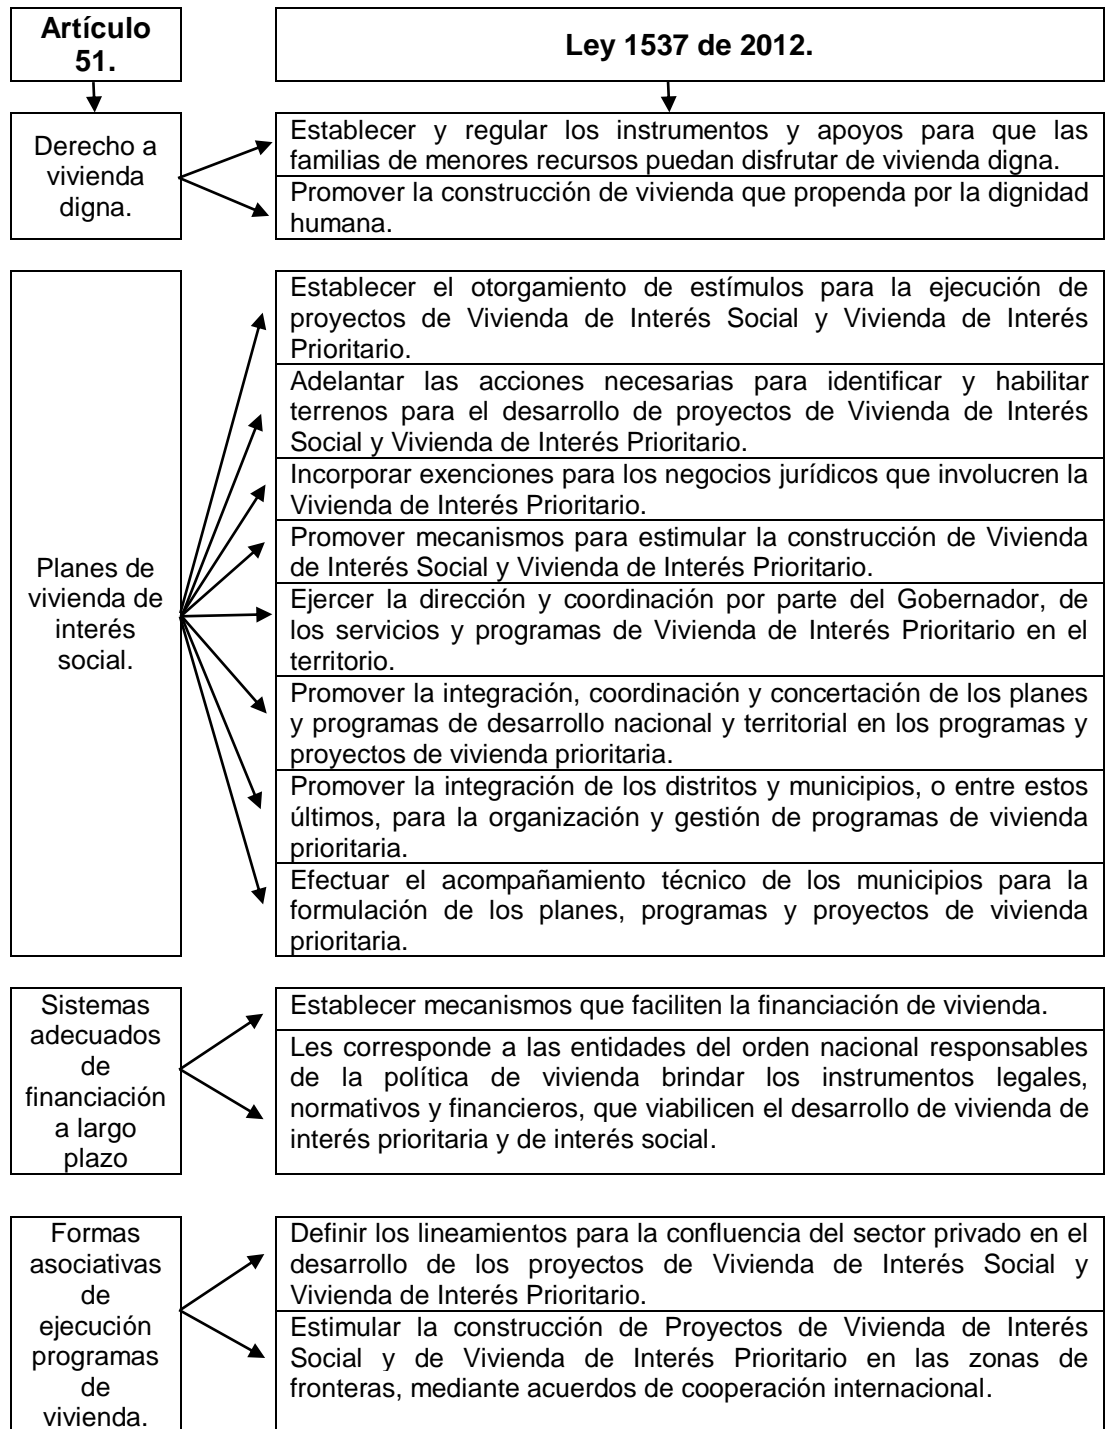 Artículo
51.
Ley 1537 de 2012.
Derecho a
vivienda
digna.
Establecer y regular los instrumentos y apoyos para que las
familias de menores recursos puedan disfrutar de vivienda digna.
Promover la construcción de vivienda que propenda por la dignidad
humana.
Planes de
vivienda de
interés
social.
Establecer el otorgamiento de estímulos para la ejecución de
proyectos de Vivienda de Interés Social y Vivienda de Interés
Prioritario.
Adelantar las acciones necesarias para identificar y habilitar
terrenos para el desarrollo de proyectos de Vivienda de Interés
Social y Vivienda de Interés Prioritario.
Incorporar exenciones para los negocios jurídicos que involucren la
Vivienda de Interés Prioritario.
Promover mecanismos para estimular la construcción de Vivienda
de Interés Social y Vivienda de Interés Prioritario.
Ejercer la dirección y coordinación por parte del Gobernador, de
los servicios y programas de Vivienda de Interés Prioritario en el
territorio.
Promover la integración, coordinación y concertación de los planes
y programas de desarrollo nacional y territorial en los programas y
proyectos de vivienda prioritaria.
Promover la integración de los distritos y municipios, o entre estos
últimos, para la organización y gestión de programas de vivienda
prioritaria.
Efectuar el acompañamiento técnico de los municipios para la
formulación de los planes, programas y proyectos de vivienda
prioritaria.
Sistemas
adecuados
de
financiación
a largo
plazo
Establecer mecanismos que faciliten la financiación de vivienda.
Les corresponde a las entidades del orden nacional responsables
de la política de vivienda brindar los instrumentos legales,
normativos y financieros, que viabilicen el desarrollo de vivienda de
interés prioritaria y de interés social.
Formas
asociativas
de
ejecución
programas
de
vivienda.
Definir los lineamientos para la confluencia del sector privado en el
desarrollo de los proyectos de Vivienda de Interés Social y
Vivienda de Interés Prioritario.
Estimular la construcción de Proyectos de Vivienda de Interés
Social y de Vivienda de Interés Prioritario en las zonas de
fronteras, mediante acuerdos de cooperación internacional.